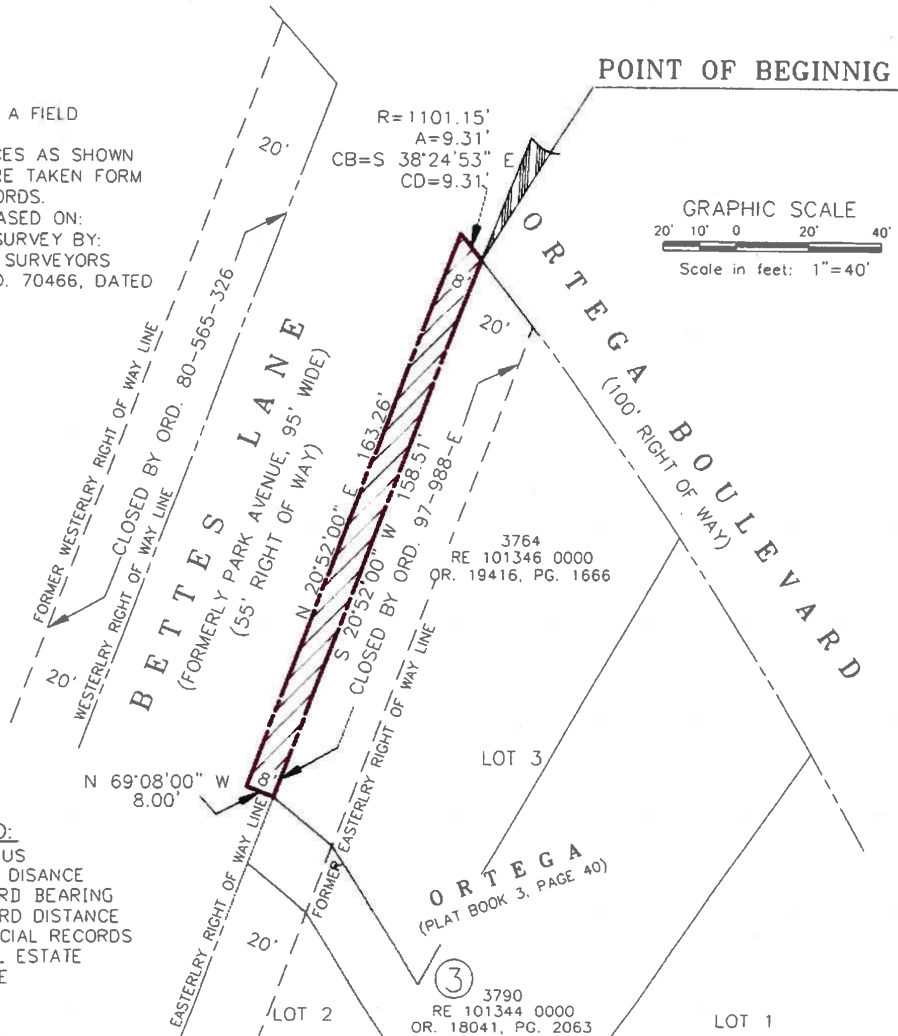 POINT OF BEGINNIG
A FIELD
CES AS SHOWN
RE TAKEN FORM
ORDS.
ASED ON:
SURVEY BY:
SURVEYORS
O. 70466, DATED
R=1101.15'
A=9.31'
CB=S 38°24'53" E
CD=9.31'
GRAPHIC SCALE
20' 10' 0 20' 40'
Scale in feet: 1"=40'
20'
FORMER WESTERLRY RIGHT OF WAY LINE
CLOSED BY ORD. 80-565-326
WESTERLRY RIGHT OF WAY LINE
20'
BETTES LANE
(FORMERLY PARK AVENUE, 95' WIDE)
(55' RIGHT OF WAY)
8'
N 20°52'00" E 163.26'
S 20°52'00" W 158.51'
CLOSED BY ORD. 97-988-E
20'
ORTEGA BOULEVARD
(100' RIGHT OF WAY)
3764
RE 101346 0000
OR. 19416, PG. 1666
FORMER EASTERLRY RIGHT OF WAY LINE
LOT 3
8'
N 69°08'00" W
8.00'
EASTERLRY RIGHT OF WAY LINE
20'
ORTEGA
(PLAT BOOK 3, PAGE 40)
D:
US
DISANCE
RD BEARING
RD DISTANCE
CIAL RECORDS
L ESTATE
E
3
3790
RE 101344 0000
OR. 18041, PG. 2063
LOT 2
LOT 1